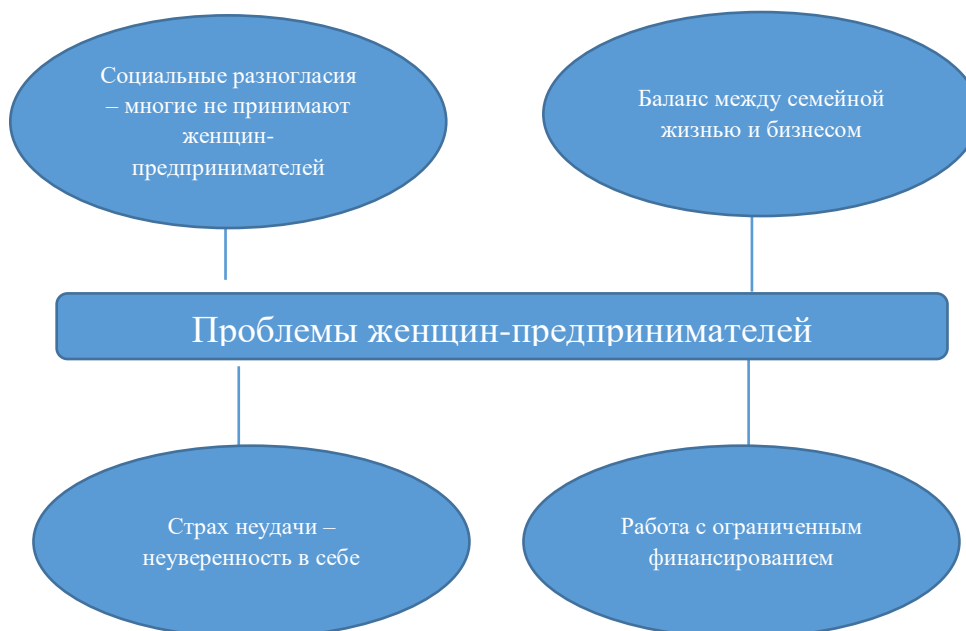 Социальные разногласия
– многие не принимают
женщин-
предпринимателей
Баланс между семейной
жизнью и бизнесом
Проблемы женщин-предпринимателей
Страх неудачи –
неуверенность в себе
Работа с ограниченным
финансированием